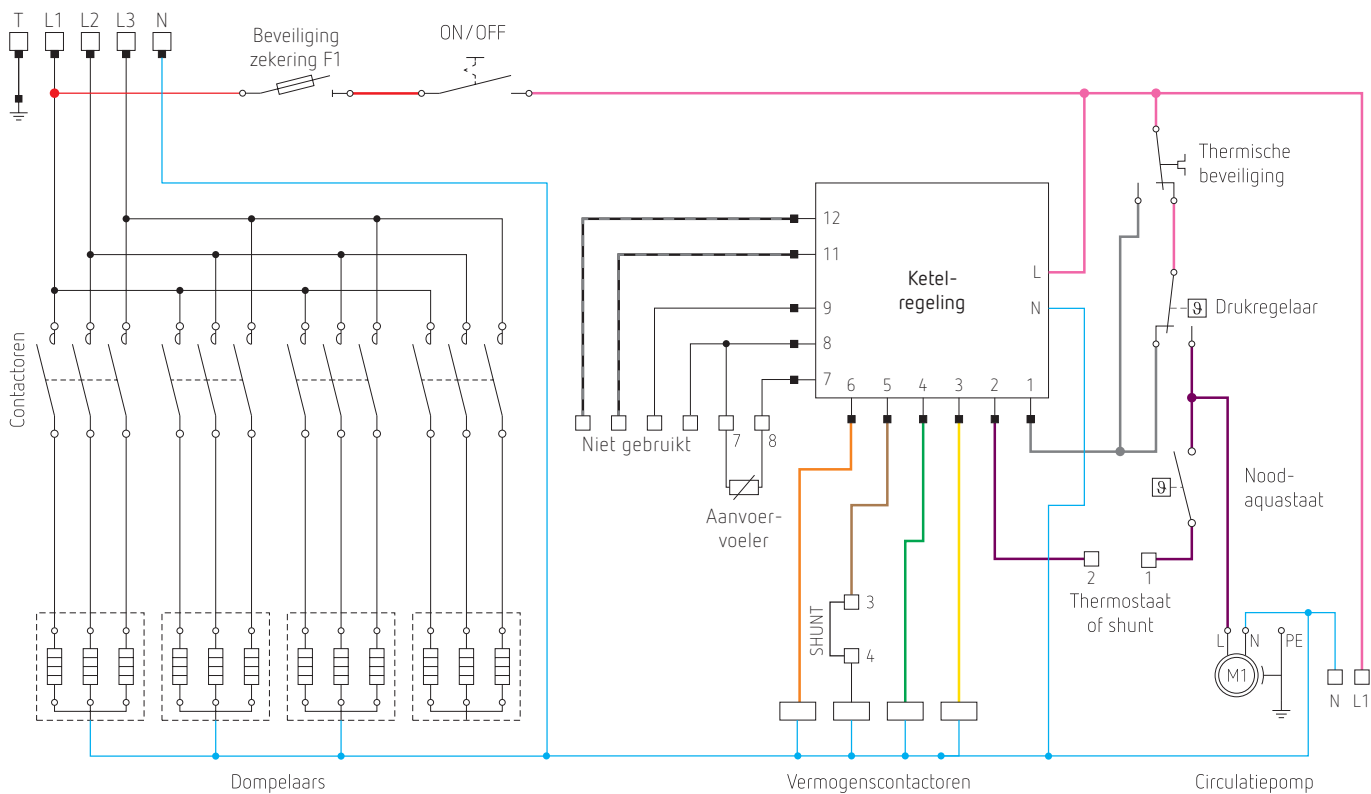 T L1 L2 L3 N
Beveiliging
zekering F1
ON/OFF
Thermische
beveiliging
12
11
9
8
7
Ketel-
regeling
L
N
6 5 4 3 2 1
ϑ Drukregelaar
Contactoren
Niet gebruikt
7 8
Aanvoer-
voeler
ϑ
Nood-
aquastaat
2 1
Thermostaat
of shunt
SHUNT
3
4
L N PE
M1
N L1
Dompelaars
Vermogenscontactoren
Circulatiepomp